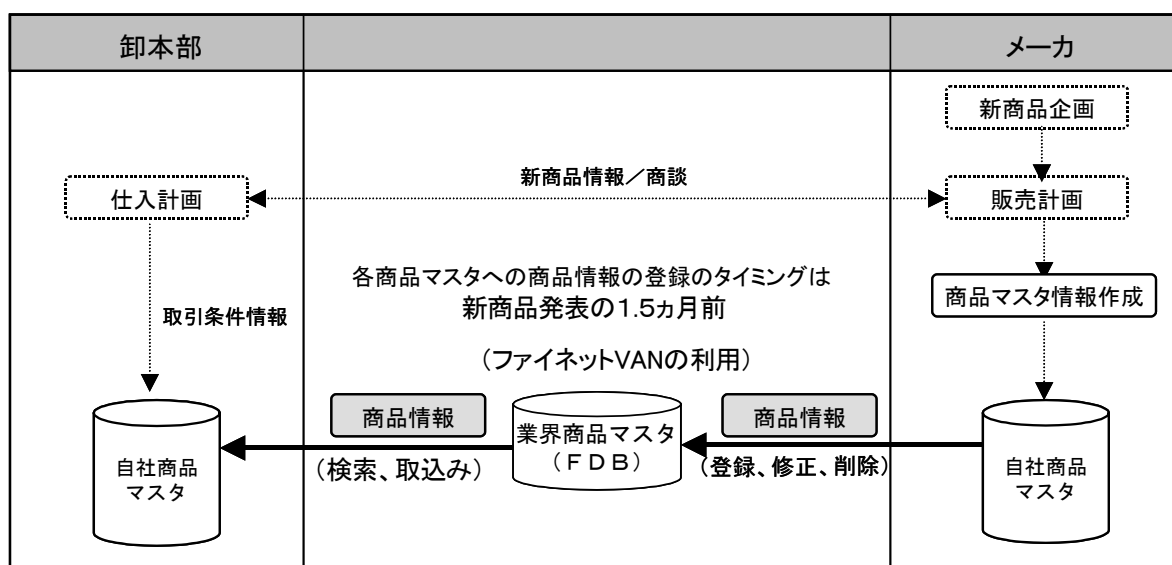 卸本部
メーカ
新商品企画
新商品情報／商談
仕入計画
販売計画
各商品マスタへの商品情報の登録のタイミングは
新商品発表の1.5ヵ月前
商品マスタ情報作成
取引条件情報
（ファイネットVANの利用）
商品情報
商品情報
業界商品マスタ
（ＦＤＢ）
（検索、取込み）
（登録、修正、削除）
自社商品
マスタ
自社商品
マスタ